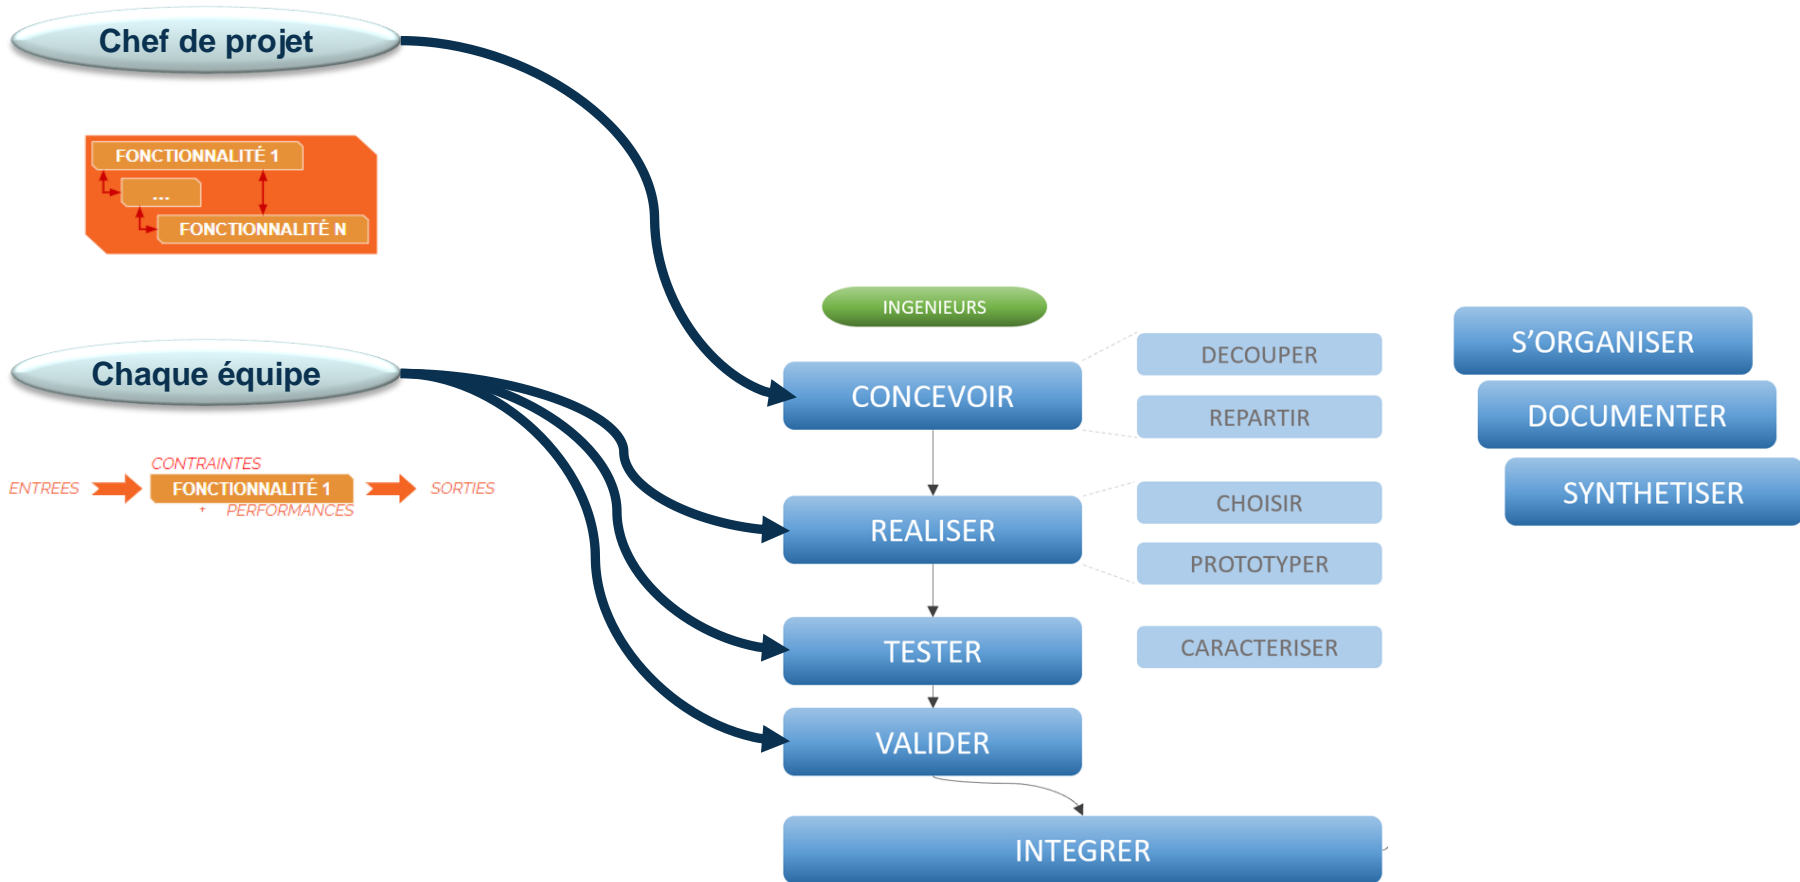 Chef de projet
FONCTIONNALITÉ 1
...
FONCTIONNALITÉ N
Chaque équipe
CONTRAINTES
ENTREES
FONCTIONNALITÉ 1
SORTIES
+ PERFORMANCES
INGENIEURS
CONCEVOIR
DECOUPER
REPARTIR
REALISER
CHOISIR
PROTOTYPER
TESTER
CARACTERISER
VALIDER
INTEGRER
S'ORGANISER
DOCUMENTER
SYNTHETISER